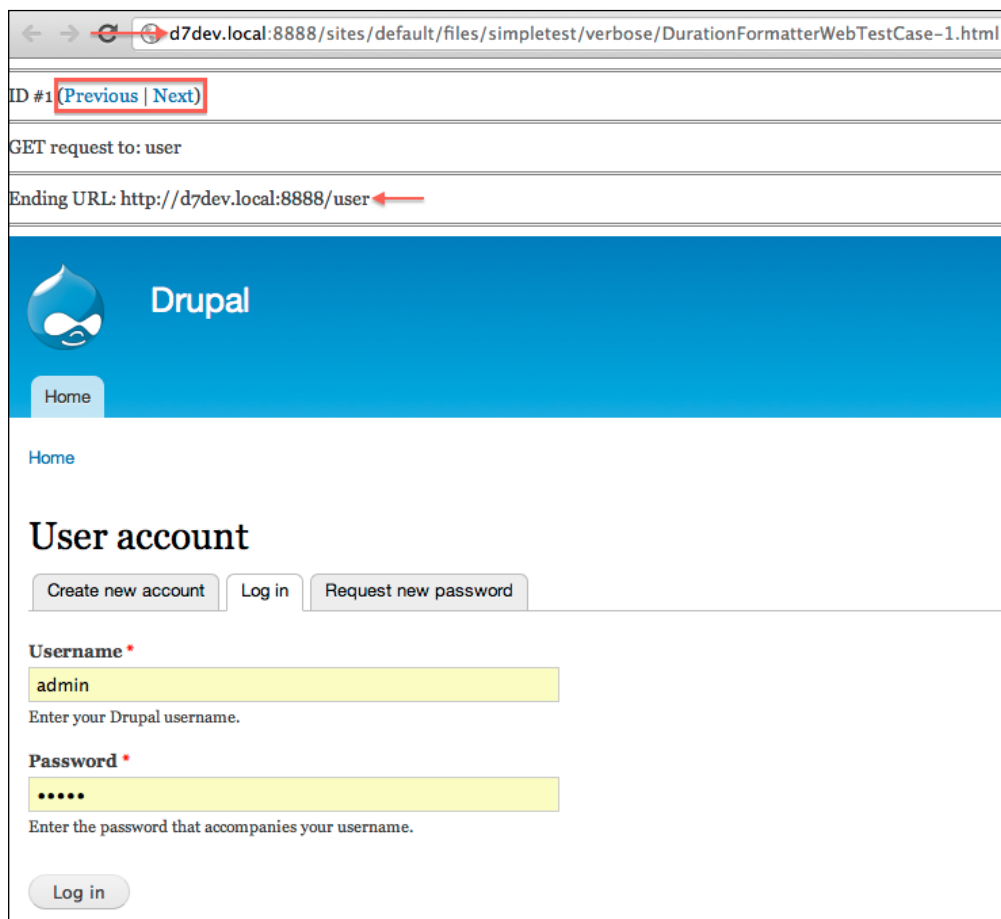 d7dev.local:8888/sites/default/files/simpletest/verbose/DurationFormatterWebTestCase-1.html
ID #1 (Previous | Next)
GET request to: user
Ending URL: http://d7dev.local:8888/user
Drupal
Home
Home
User account
Create new account Log in Request new password
Username *
admin
Enter your Drupal username.
Password *
•••••
Enter the password that accompanies your username.
Log in